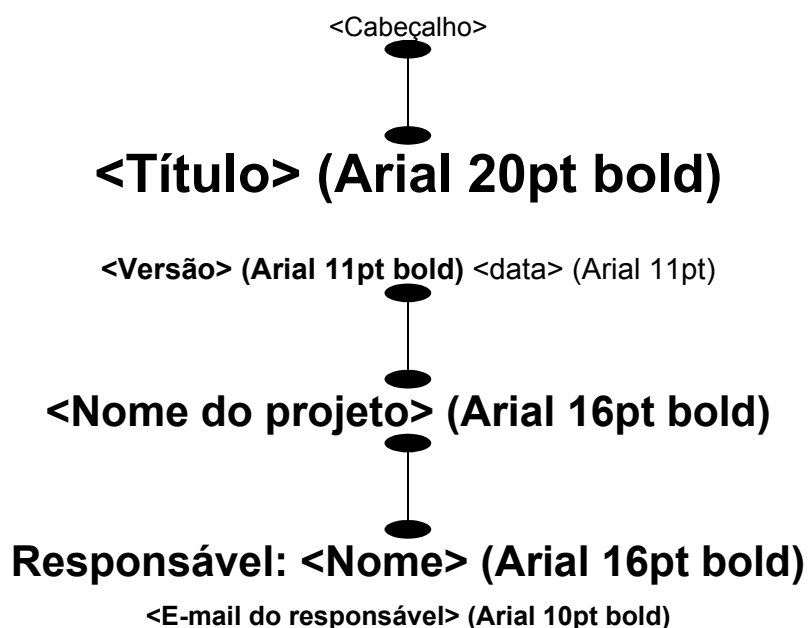 <Cabeçalho>
<Título> (Arial 20pt bold)
<Versão> (Arial 11pt bold) <data> (Arial 11pt)
<Nome do projeto> (Arial 16pt bold)
Responsável: <Nome> (Arial 16pt bold)
<E-mail do responsável> (Arial 10pt bold)